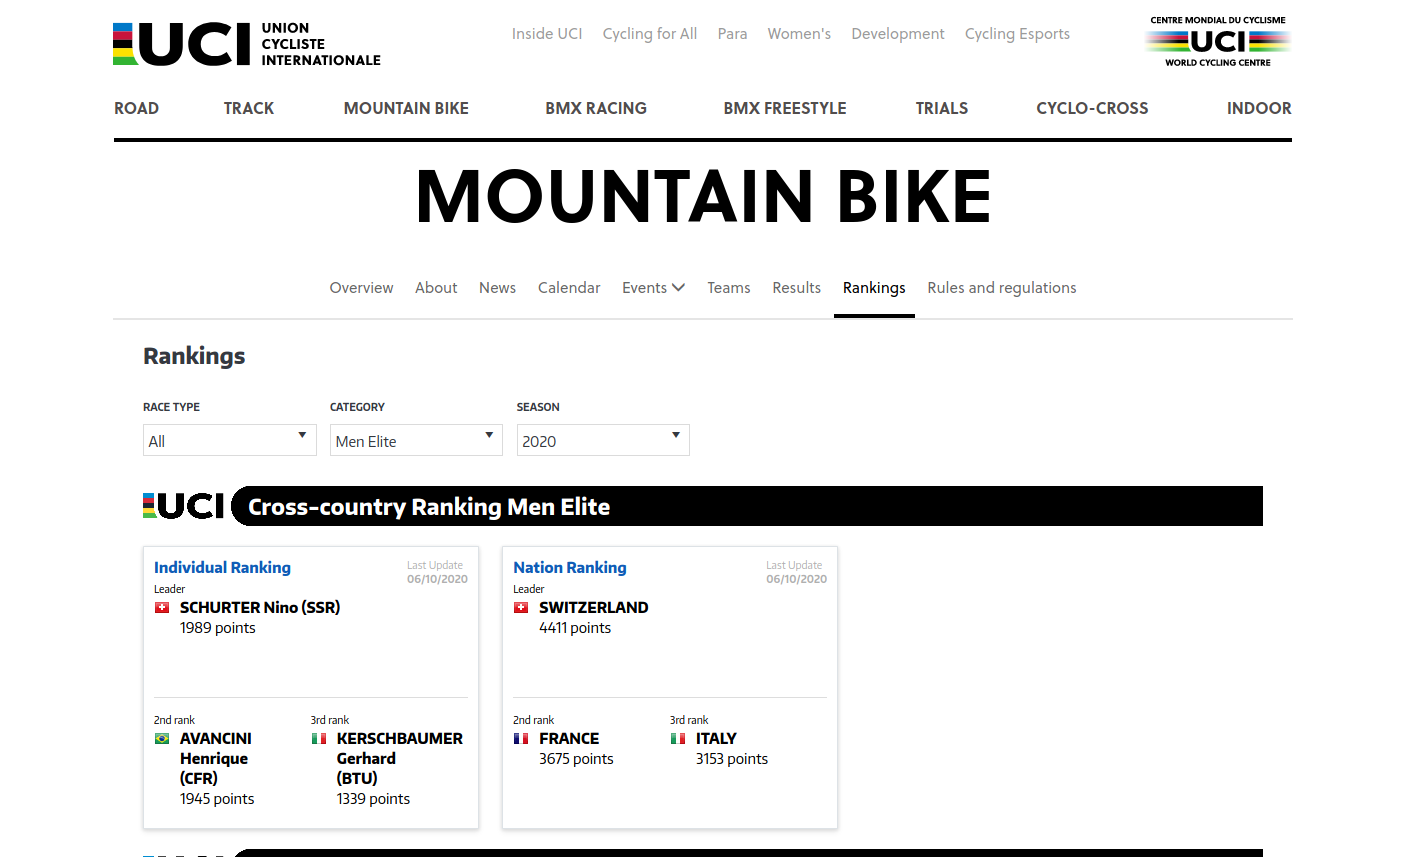 UCI UNION
CYCLISTE
INTERNATIONALE
Inside UCI Cycling for All Para Women's Development Cycling Esports
CENTRE MONDIAL DU CYCLISME
UCI
WORLD CYCLING CENTRE
ROAD TRACK MOUNTAIN BIKE BMX RACING BMX FREESTYLE TRIALS CYCLO-CROSS INDOOR
MOUNTAIN BIKE
Overview About News Calendar Events Teams Results Rankings Rules and regulations
Rankings
RACE TYPE CATEGORY SEASON
All Men Elite 2020
UCI Cross-country Ranking Men Elite
Individual Ranking
Last Update
06/10/2020
Leader
SCHURTER Nino (SSR)
1989 points
2nd rank
AVANCINI
Henrique
(CFR)
1945 points
3rd rank
KERSCHBAUMER
Gerhard
(BTU)
1339 points
Nation Ranking
Last Update
06/10/2020
Leader
SWITZERLAND
4411 points
2nd rank
FRANCE
3675 points
3rd rank
ITALY
3153 points